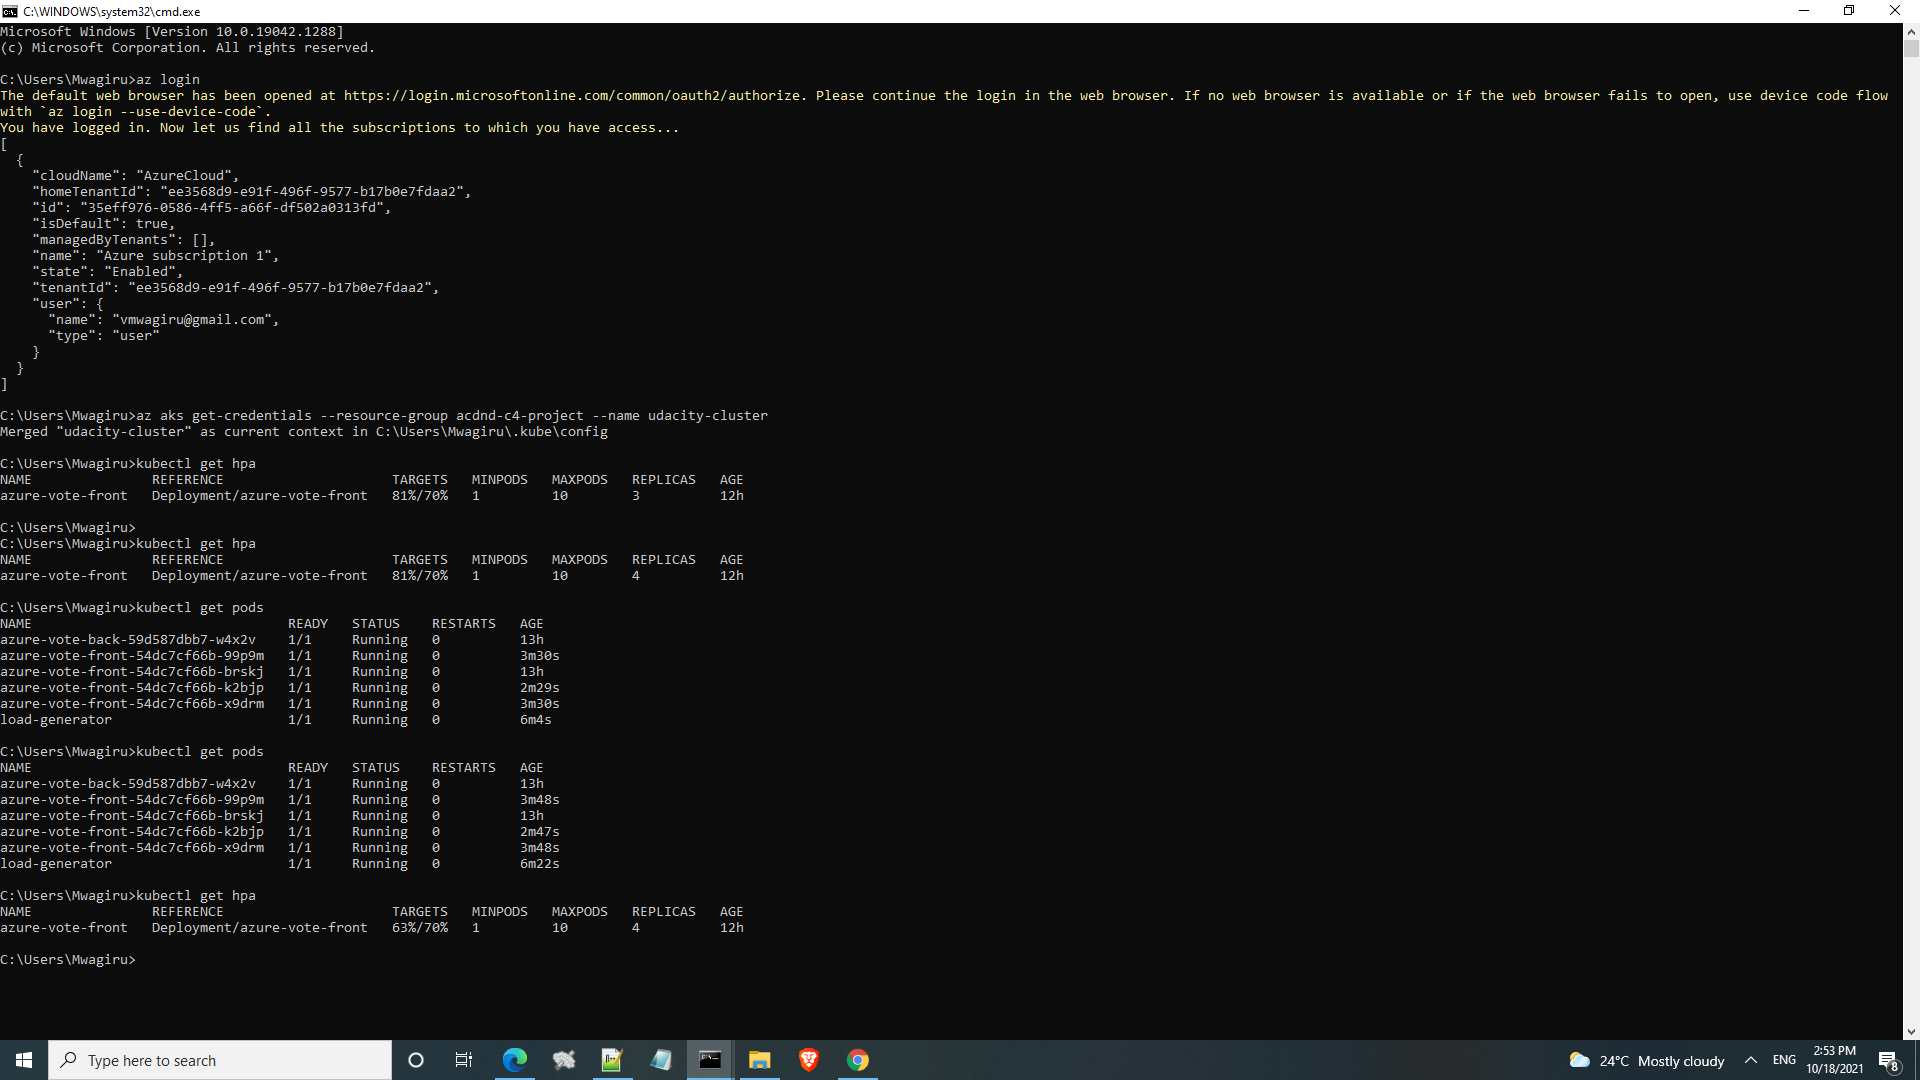 C:\WINDOWS\system32\cmd.exe
Microsoft Windows [Version 10.0.19042.1288]
(c) Microsoft Corporation. All rights reserved.
C:\Users\Mwagiru>az login
The default web browser has been opened at https://login.microsoftonline.com/common/oauth2/authorize. Please continue the login in the web browser. If no web browser is available or if the web browser fails to open, use device code flow
with `az login --use-device-code`.
You have logged in. Now let us find all the subscriptions to which you have access...
[
  {
    "cloudName": "AzureCloud",
    "homeTenantId": "ee3568d9-e91f-496f-9577-b17b0e7fdaa2",
    "id": "35eff976-0586-4ff5-a66f-df502a0313fd",
    "isDefault": true,
    "managedByTenants": [],
    "name": "Azure subscription 1",
    "state": "Enabled",
    "tenantId": "ee3568d9-e91f-496f-9577-b17b0e7fdaa2",
    "user": {
      "name": "vmwagiru@gmail.com",
      "type": "user"
    }
  }
]
C:\Users\Mwagiru>az aks get-credentials --resource-group acdnd-c4-project --name udacity-cluster
Merged "udacity-cluster" as current context in C:\Users\Mwagiru\.kube\config
C:\Users\Mwagiru>kubectl get hpa
NAME               REFERENCE                     TARGETS   MINPODS   MAXPODS   REPLICAS   AGE
azure-vote-front   Deployment/azure-vote-front   81%/70%   1         10        3          12h
C:\Users\Mwagiru>
C:\Users\Mwagiru>kubectl get hpa
NAME               REFERENCE                     TARGETS   MINPODS   MAXPODS   REPLICAS   AGE
azure-vote-front   Deployment/azure-vote-front   81%/70%   1         10        4          12h
C:\Users\Mwagiru>kubectl get pods
NAME                                READY   STATUS    RESTARTS   AGE
azure-vote-back-59d587dbb7-w4x2v    1/1     Running   0          13h
azure-vote-front-54dc7cf66b-99p9m   1/1     Running   0          3m30s
azure-vote-front-54dc7cf66b-brskj   1/1     Running   0          13h
azure-vote-front-54dc7cf66b-k2bjp   1/1     Running   0          2m29s
azure-vote-front-54dc7cf66b-x9drm   1/1     Running   0          3m30s
load-generator                      1/1     Running   0          6m4s
C:\Users\Mwagiru>kubectl get pods
NAME                                READY   STATUS    RESTARTS   AGE
azure-vote-back-59d587dbb7-w4x2v    1/1     Running   0          13h
azure-vote-front-54dc7cf66b-99p9m   1/1     Running   0          3m48s
azure-vote-front-54dc7cf66b-brskj   1/1     Running   0          13h
azure-vote-front-54dc7cf66b-k2bjp   1/1     Running   0          2m47s
azure-vote-front-54dc7cf66b-x9drm   1/1     Running   0          3m48s
load-generator                      1/1     Running   0          6m22s
C:\Users\Mwagiru>kubectl get hpa
NAME               REFERENCE                     TARGETS   MINPODS   MAXPODS   REPLICAS   AGE
azure-vote-front   Deployment/azure-vote-front   63%/70%   1         10        4          12h
C:\Users\Mwagiru>
Type here to search
24°C Mostly cloudy
ENG
2:53 PM
10/18/2021
8